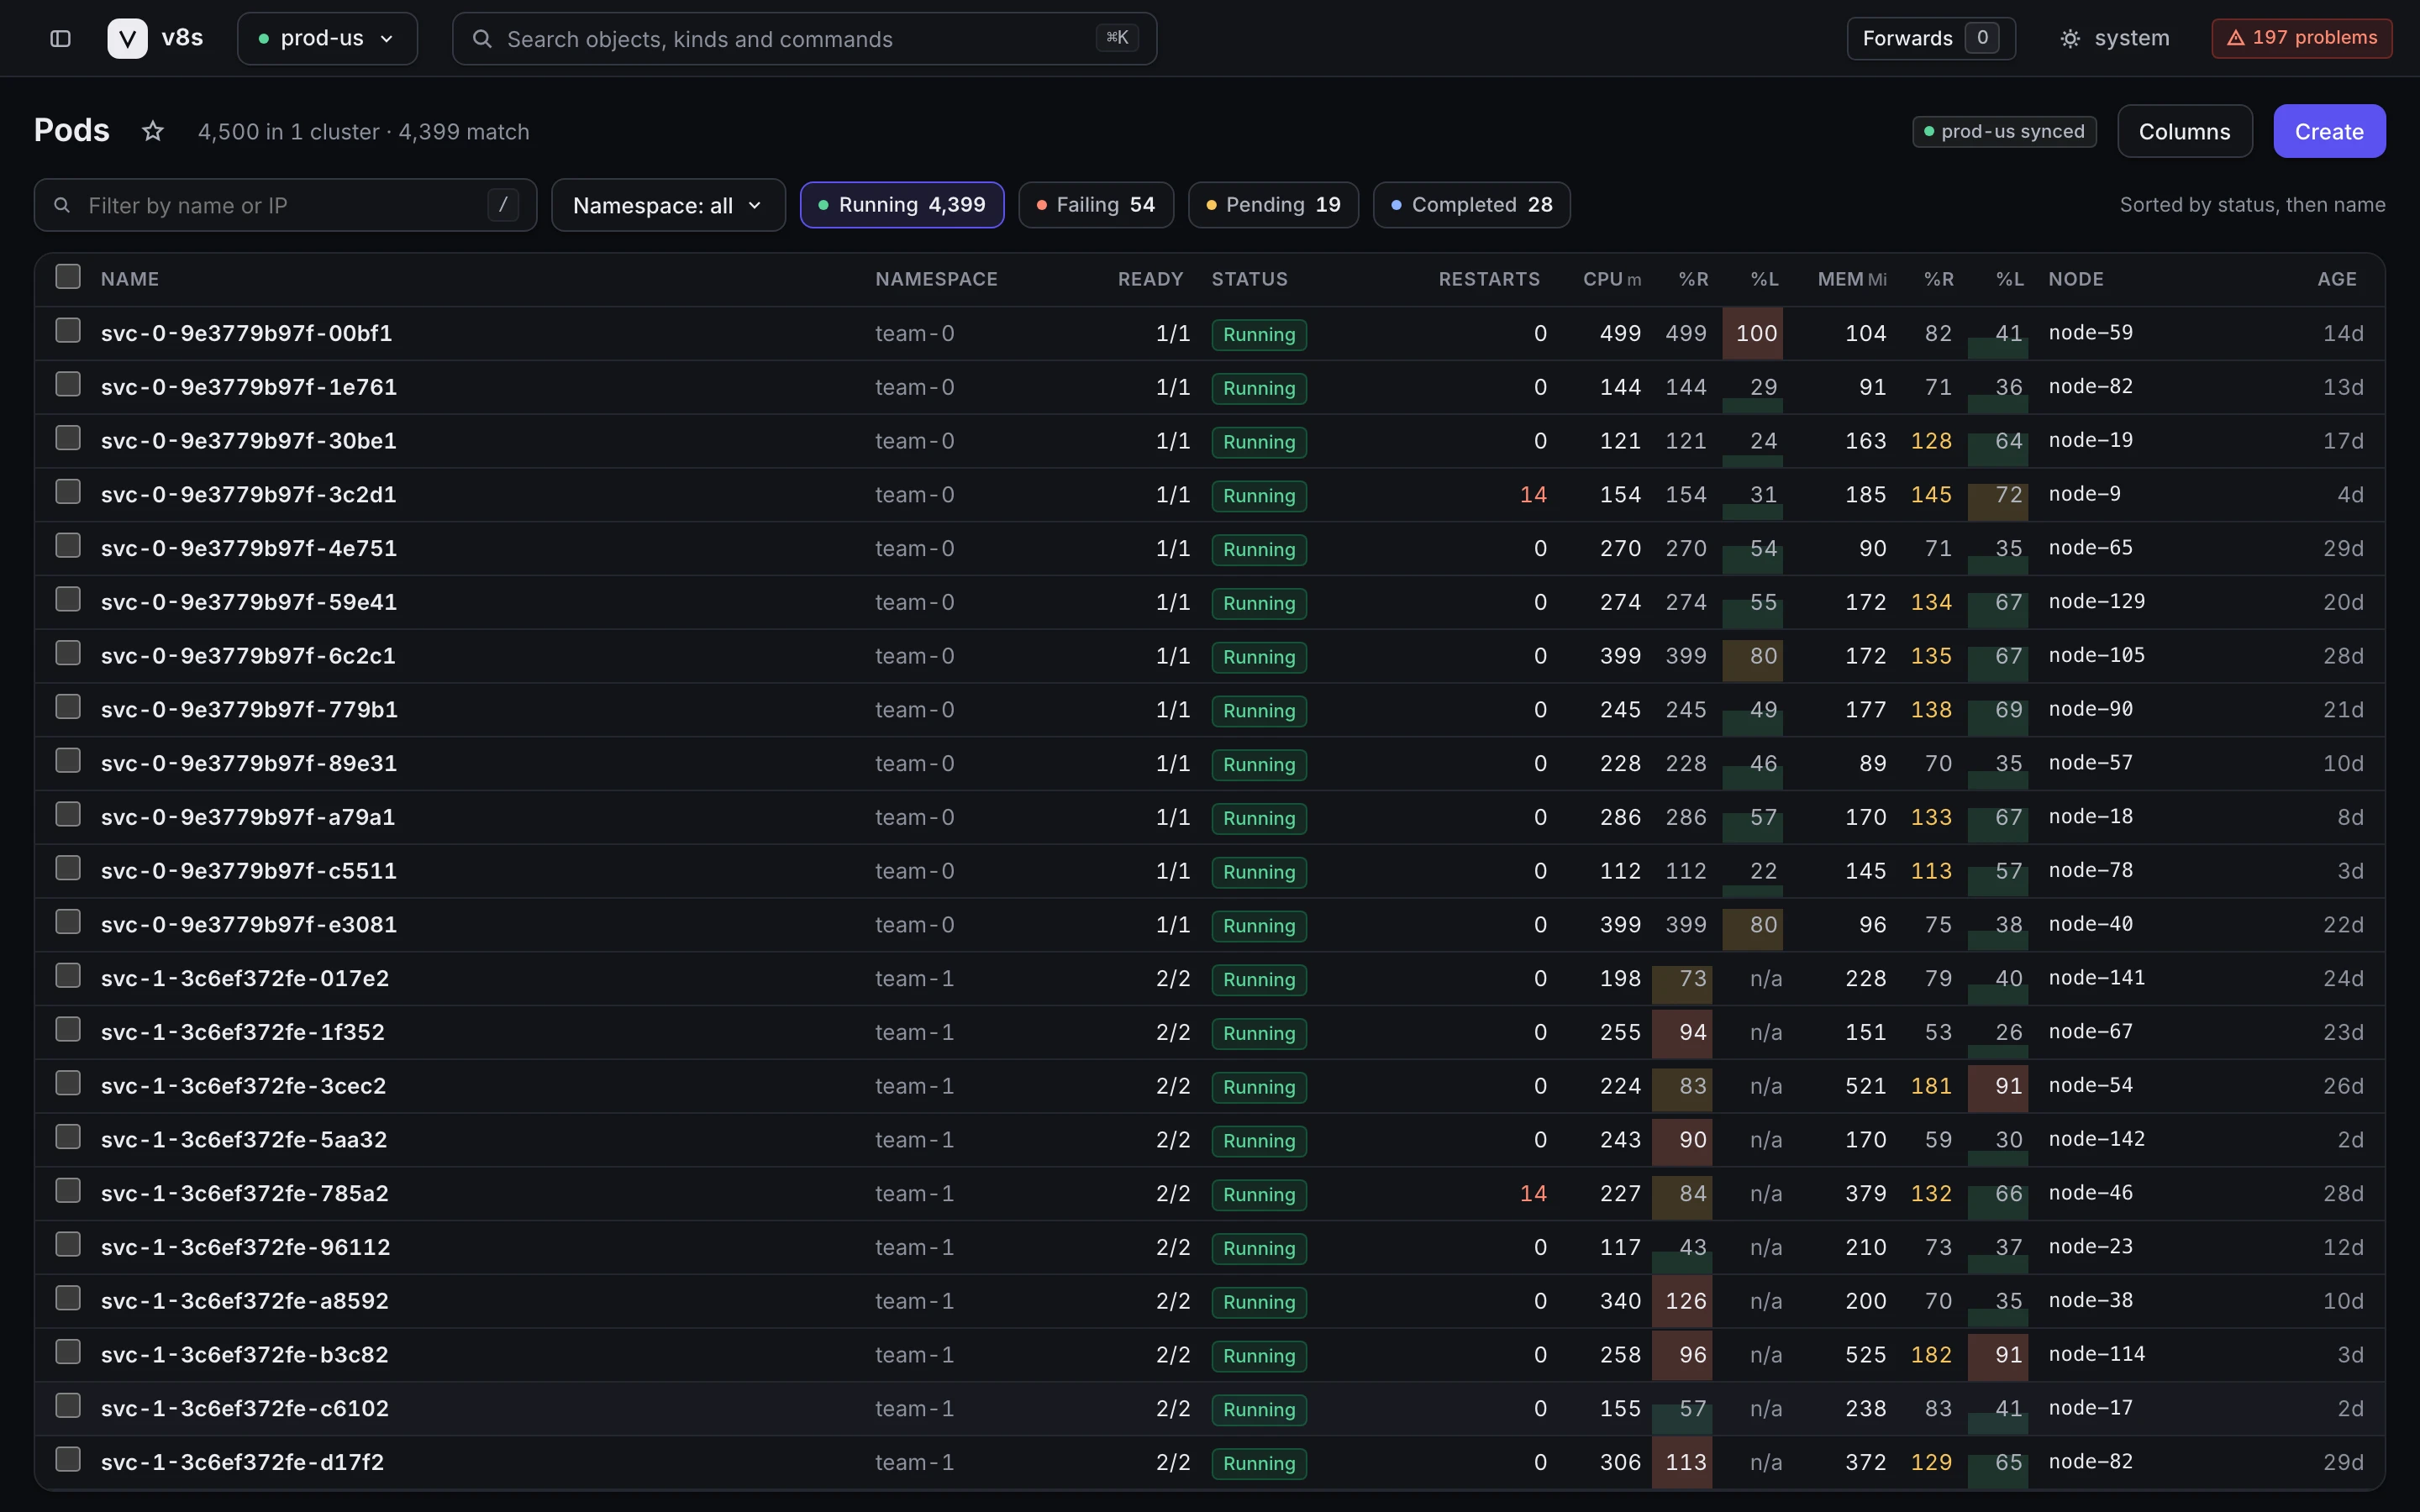 v8s prod-us Search objects, kinds and commands ⌘K Forwards 0 system 197 problems
Pods 4,500 in 1 cluster · 4,399 match prod-us synced Columns Create
Filter by name or IP / Namespace: all Running 4,399 Failing 54 Pending 19 Completed 28 Sorted by status, then name
NAME NAMESPACE READY STATUS RESTARTS CPU m %R %L MEM Mi %R %L NODE AGE
svc-0-9e3779b97f-00bf1 team-0 1/1 Running 0 499 499 100 104 82 41 node-59 14d
svc-0-9e3779b97f-1e761 team-0 1/1 Running 0 144 144 29 91 71 36 node-82 13d
svc-0-9e3779b97f-30be1 team-0 1/1 Running 0 121 121 24 163 128 64 node-19 17d
svc-0-9e3779b97f-3c2d1 team-0 1/1 Running 14 154 154 31 185 145 72 node-9 4d
svc-0-9e3779b97f-4e751 team-0 1/1 Running 0 270 270 54 90 71 35 node-65 29d
svc-0-9e3779b97f-59e41 team-0 1/1 Running 0 274 274 55 172 134 67 node-129 20d
svc-0-9e3779b97f-6c2c1 team-0 1/1 Running 0 399 399 80 172 135 67 node-105 28d
svc-0-9e3779b97f-779b1 team-0 1/1 Running 0 245 245 49 177 138 69 node-90 21d
svc-0-9e3779b97f-89e31 team-0 1/1 Running 0 228 228 46 89 70 35 node-57 10d
svc-0-9e3779b97f-a79a1 team-0 1/1 Running 0 286 286 57 170 133 67 node-18 8d
svc-0-9e3779b97f-c5511 team-0 1/1 Running 0 112 112 22 145 113 57 node-78 3d
svc-0-9e3779b97f-e3081 team-0 1/1 Running 0 399 399 80 96 75 38 node-40 22d
svc-1-3c6ef372fe-017e2 team-1 2/2 Running 0 198 73 n/a 228 79 40 node-141 24d
svc-1-3c6ef372fe-1f352 team-1 2/2 Running 0 255 94 n/a 151 53 26 node-67 23d
svc-1-3c6ef372fe-3cec2 team-1 2/2 Running 0 224 83 n/a 521 181 91 node-54 26d
svc-1-3c6ef372fe-5aa32 team-1 2/2 Running 0 243 90 n/a 170 59 30 node-142 2d
svc-1-3c6ef372fe-785a2 team-1 2/2 Running 14 227 84 n/a 379 132 66 node-46 28d
svc-1-3c6ef372fe-96112 team-1 2/2 Running 0 117 43 n/a 210 73 37 node-23 12d
svc-1-3c6ef372fe-a8592 team-1 2/2 Running 0 340 126 n/a 200 70 35 node-38 10d
svc-1-3c6ef372fe-b3c82 team-1 2/2 Running 0 258 96 n/a 525 182 91 node-114 3d
svc-1-3c6ef372fe-c6102 team-1 2/2 Running 0 155 57 n/a 238 83 41 node-17 2d
svc-1-3c6ef372fe-d17f2 team-1 2/2 Running 0 306 113 n/a 372 129 65 node-82 29d